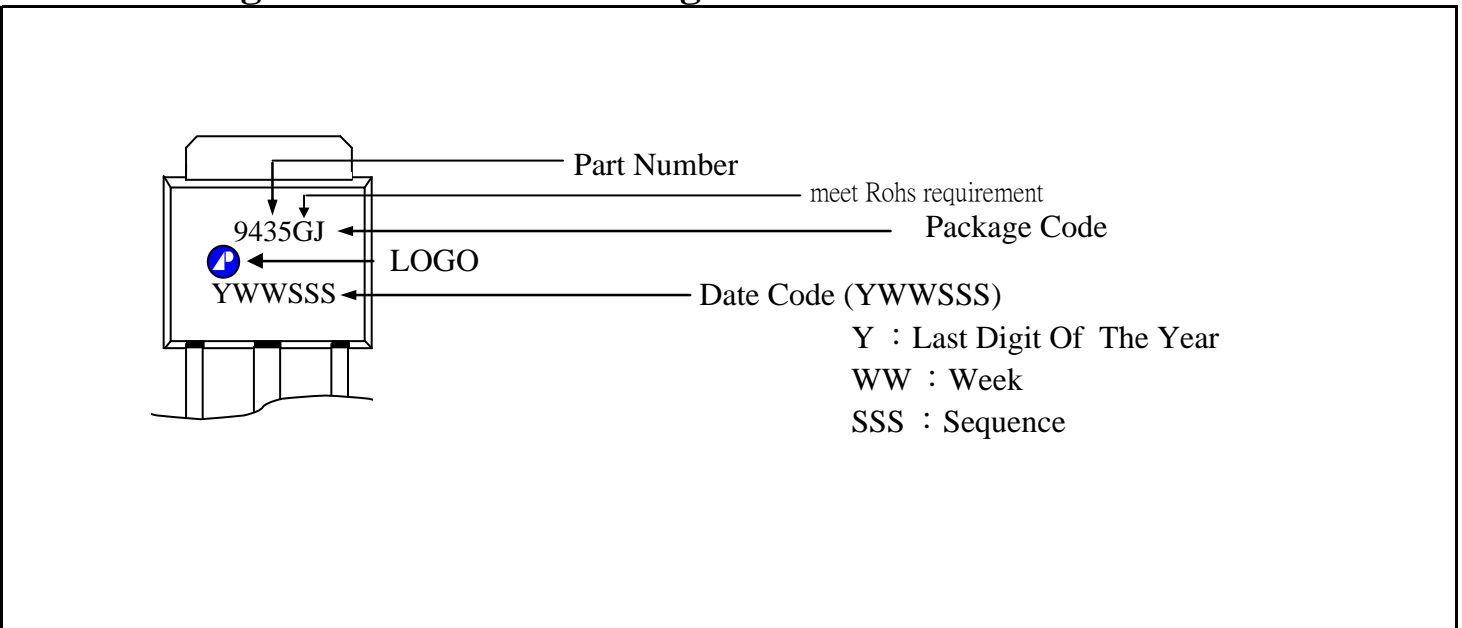 Part Number
meet Rohs requirement
9435GJ
Package Code
LOGO
YWWSSS
Date Code (YWWSSS)
Y ：Last Digit Of The Year
WW ：Week
SSS ：Sequence